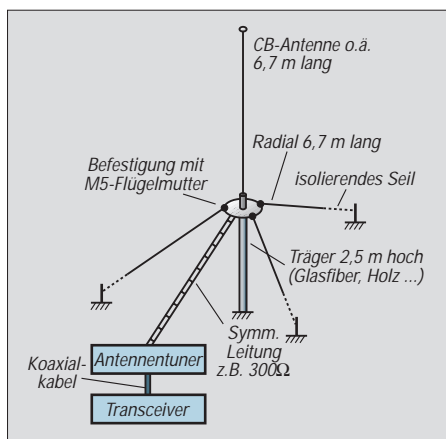 CB-Antenne o.ä.
6,7 m lang
Radial 6,7 m lang
Befestigung mit
M5-Flügelmutter
isolierendes Seil
Träger 2,5 m hoch
(Glasfiber, Holz ...)
Symm.
Leitung
z.B. 300Ω
Antennentuner
Koaxial-
kabel
Transceiver